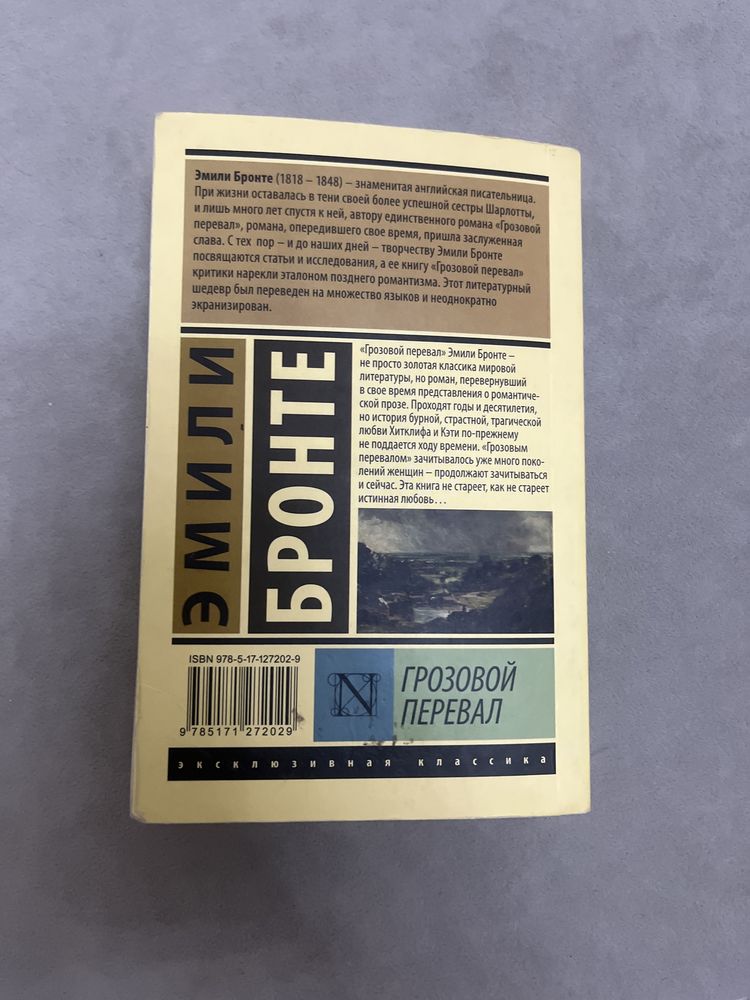 Эмили Бронте (1818 – 1848) – знаменитая английская писательница.
При жизни оставалась в тени своей более успешной сестры Шарлотты,
и лишь много лет спустя к ней, автору единственного романа «Грозовой
перевал», романа, опередившего свое время, пришла заслуженная
слава. С тех пор – и до наших дней – творчеству Эмили Бронте
посвящаются статьи и исследования, а ее книгу «Грозовой перевал»
критики нарекли эталоном позднего романтизма. Этот литературный
шедевр был переведен на множество языков и неоднократно
экранизирован.
ЭМИЛИ
БРОНТЕ
«Грозовой перевал» Эмили Бронте –
не просто золотая классика мировой
литературы, но роман, перевернувший
в свое время представления о романтиче-
ской прозе. Проходят годы и десятилетия,
но история бурной, страстной, трагической
любви Хитклифа и Кэти по-прежнему
не поддается ходу времени. «Грозовым
перевалом» зачитывалось уже много поко-
лений женщин – продолжают зачитываться
и сейчас. Эта книга не стареет, как не стареет
истинная любовь…
ISBN 978-5-17-127202-9
9 785171 272029
N
ГРОЗОВОЙ
ПЕРЕВАЛ
эксклюзивная классика